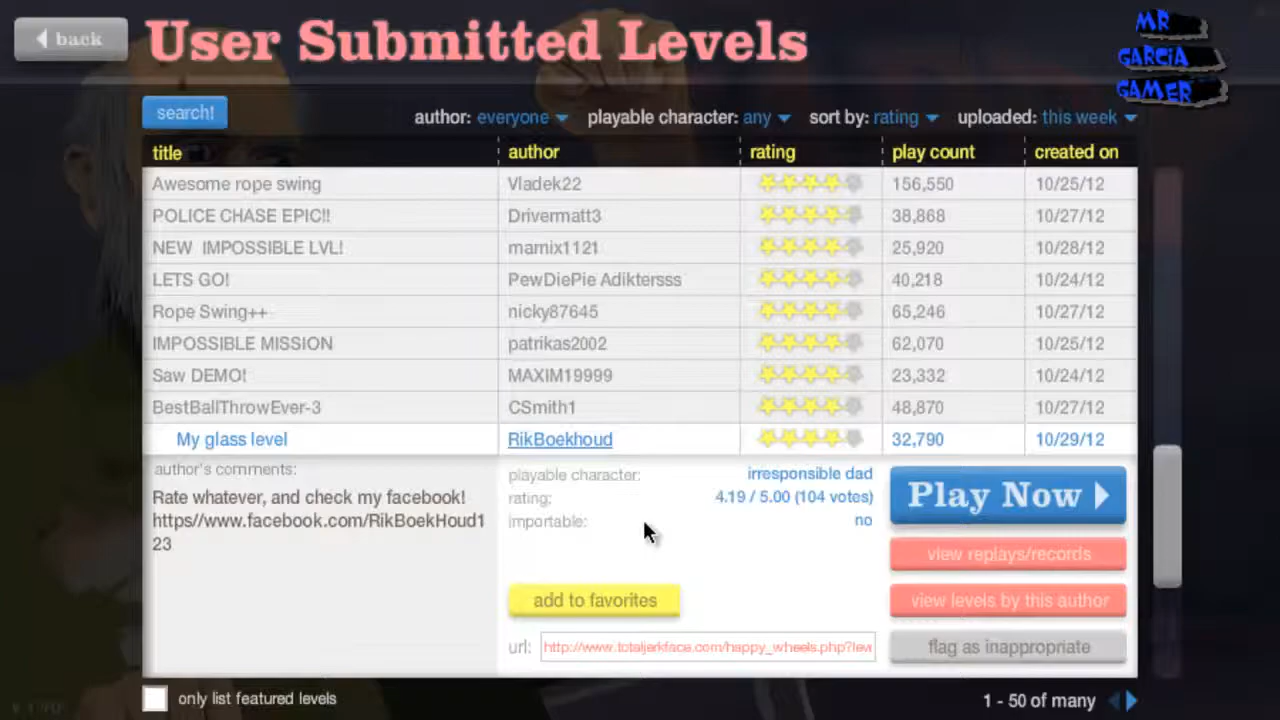 back
User Submitted Levels
MR
GARCIA
GAMER
search!
author: everyone playable character: any sort by: rating uploaded: this week
title author rating play count created on
Awesome rope swing Vladek22 156,550 10/25/12
POLICE CHASE EPIC!! Drivermatt3 38,868 10/27/12
NEW IMPOSSIBLE LVL! marnix1121 25,920 10/28/12
LETS GO! PewDiePie Adiktersss 40,218 10/24/12
Rope Swing++ nicky87645 65,246 10/27/12
IMPOSSIBLE MISSION patrikas2002 62,070 10/25/12
Saw DEMO! MAXIM19999 23,332 10/24/12
BestBallThrowEver-3 CSmith1 48,870 10/27/12
My glass level RikBoekhoud 32,790 10/29/12
author's comments:
Rate whatever, and check my facebook!
https//www.facebook.com/RikBoekHoud1
23
playable character: irresponsible dad
rating: 4.19 / 5.00 (104 votes)
importable: no
add to favorites
url: http://www.totaljerkface.com/happy_wheels.php?lev
Play Now
view replays/records
view levels by this author
flag as inappropriate
only list featured levels
1 - 50 of many